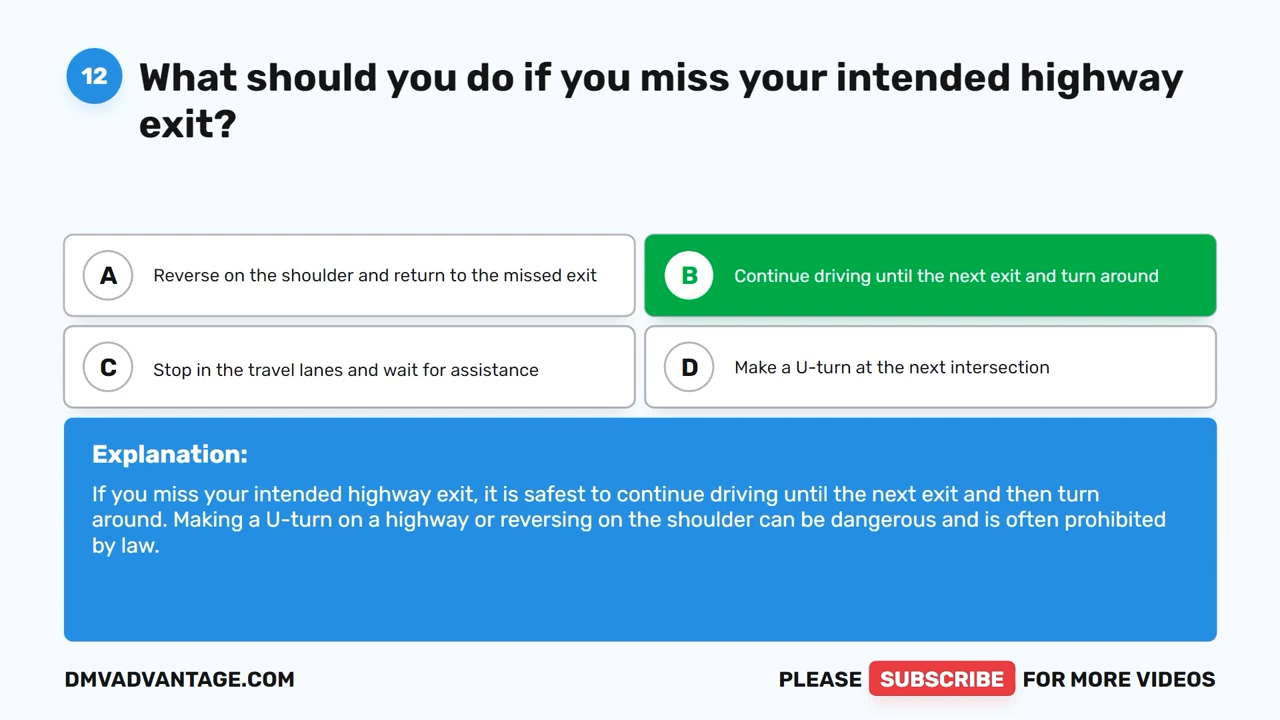 12
What should you do if you miss your intended highway
exit?
A
Reverse on the shoulder and return to the missed exit
B
Continue driving until the next exit and turn around
C
Stop in the travel lanes and wait for assistance
D
Make a U-turn at the next intersection
Explanation:
If you miss your intended highway exit, it is safest to continue driving until the next exit and then turn
around. Making a U-turn on a highway or reversing on the shoulder can be dangerous and is often prohibited
by law.
DMVADVANTAGE.COM
PLEASE SUBSCRIBE FOR MORE VIDEOS